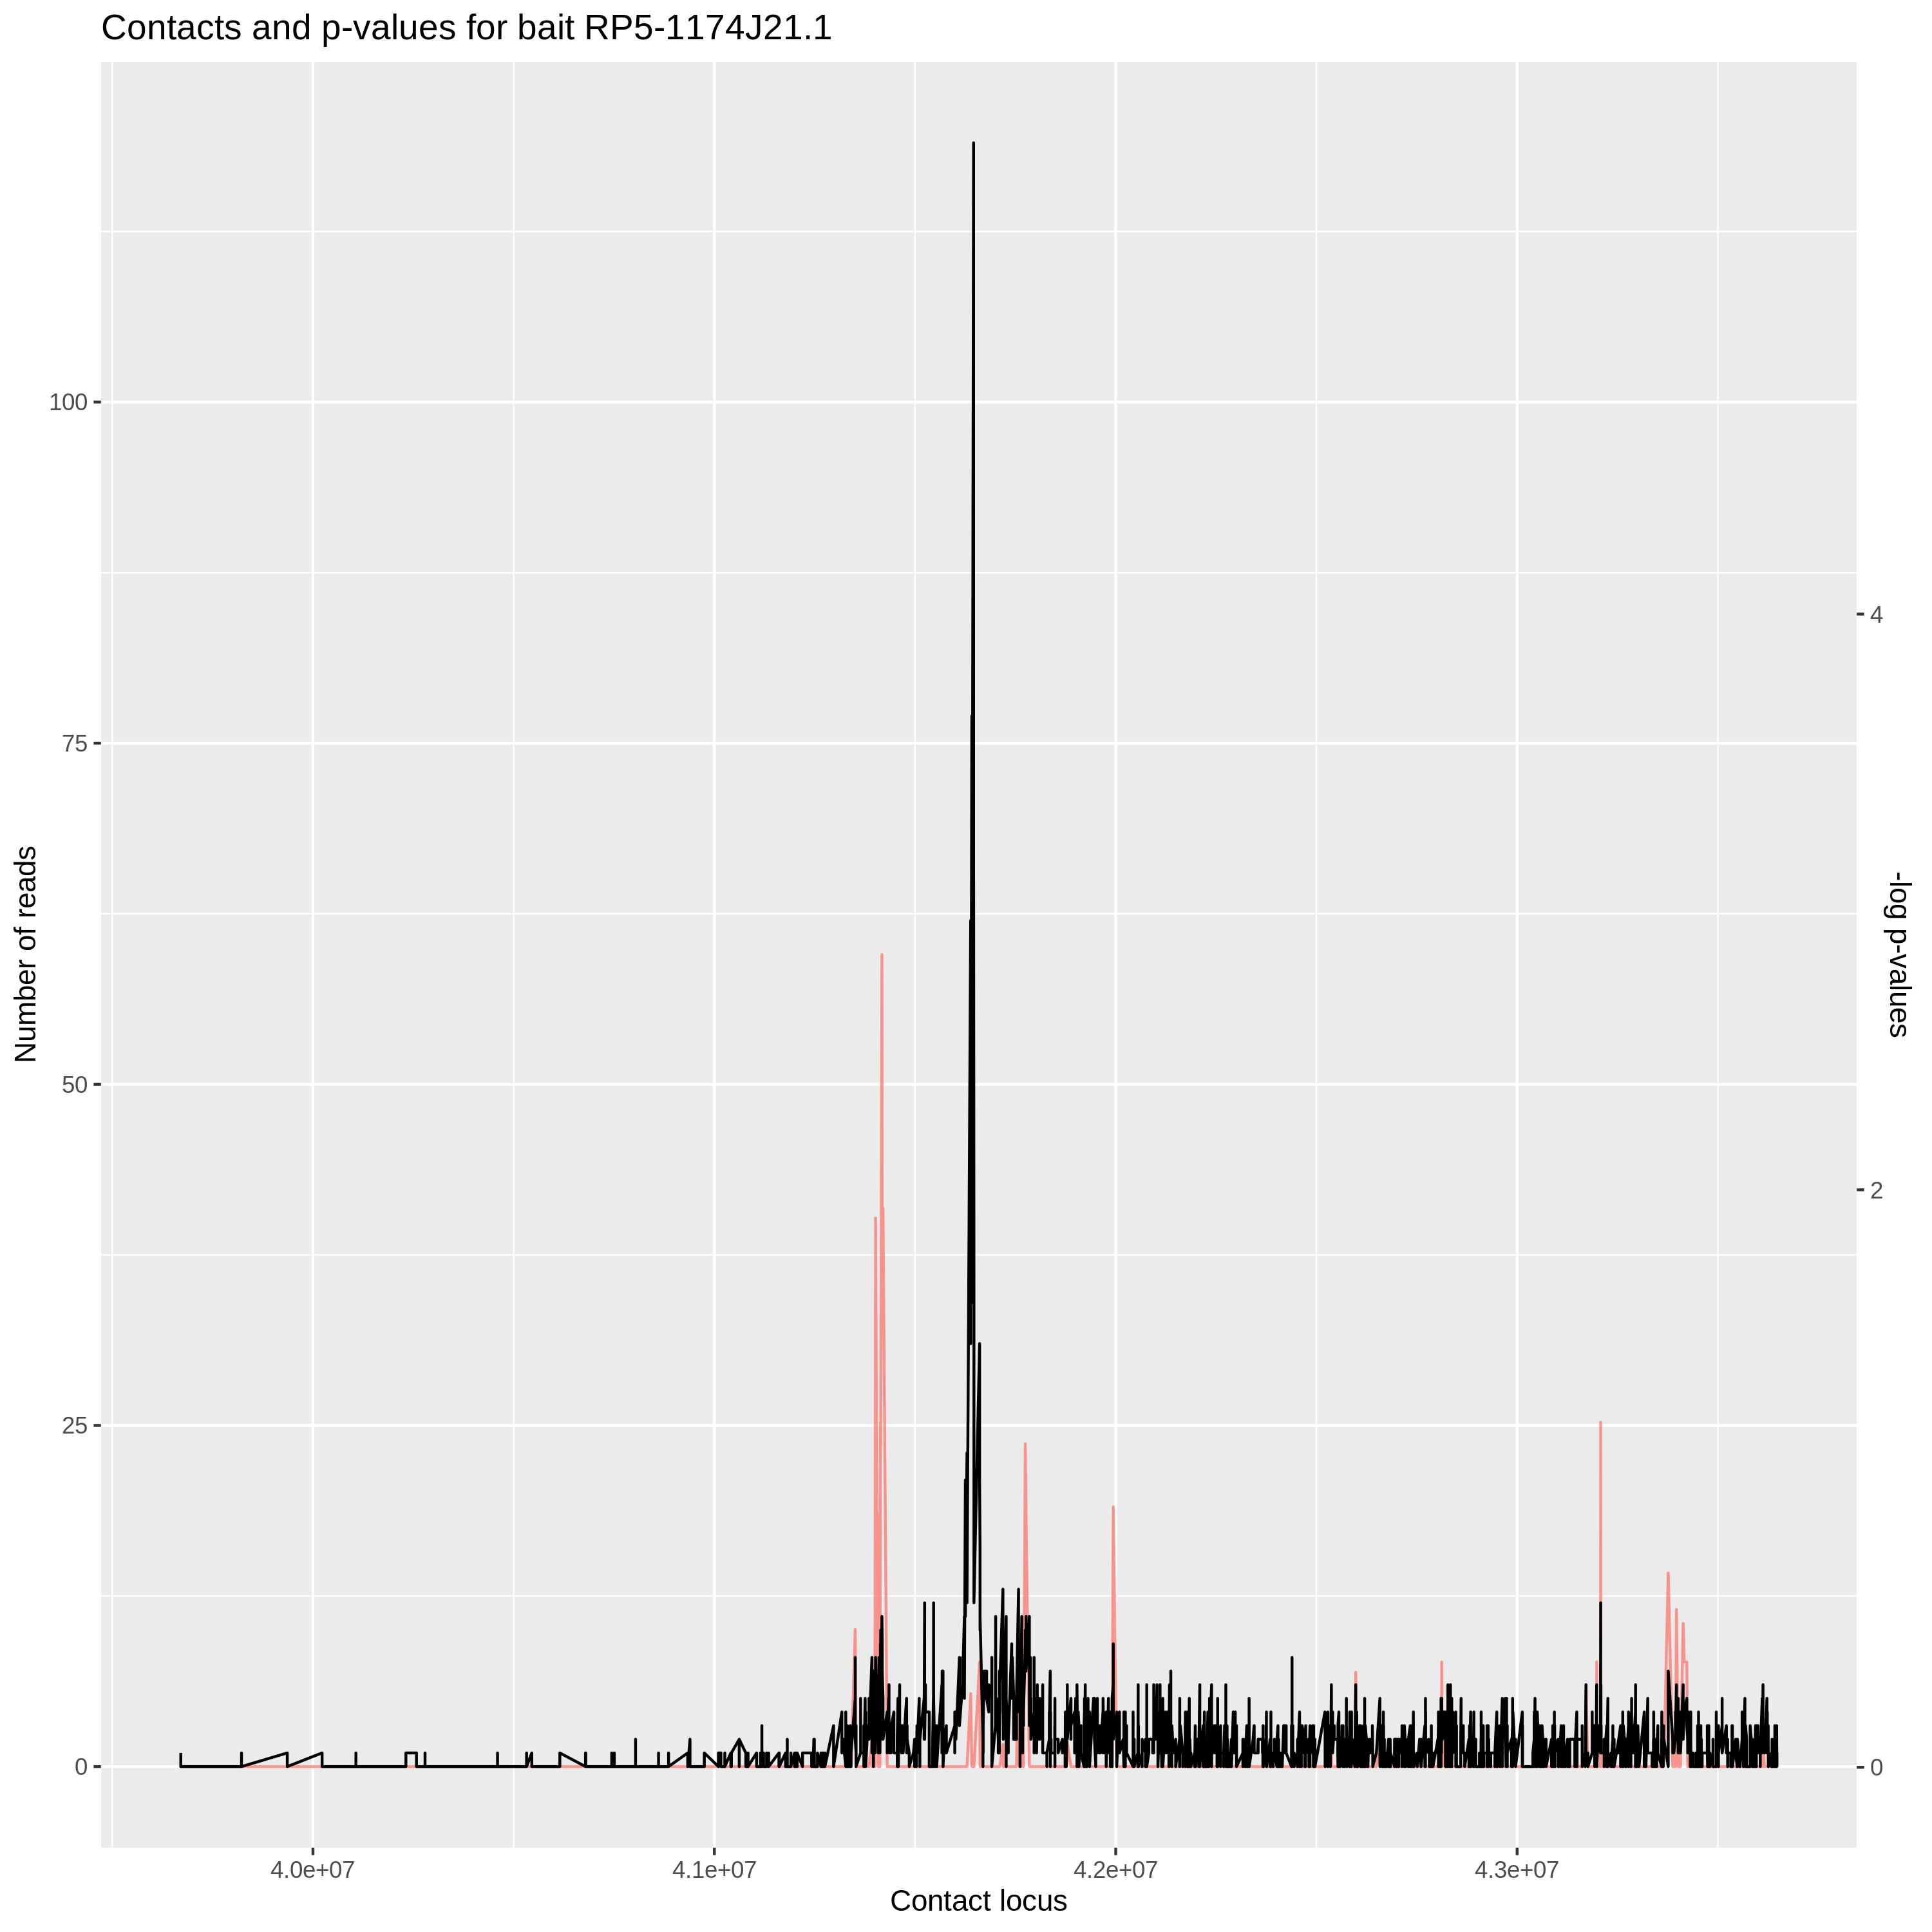 Contacts and p-values for bait RP5-1174J21.1
100
75
50
25
0
Number of reads
4
2
0
-log p-values
4.0e+07 4.1e+07 4.2e+07 4.3e+07
Contact locus